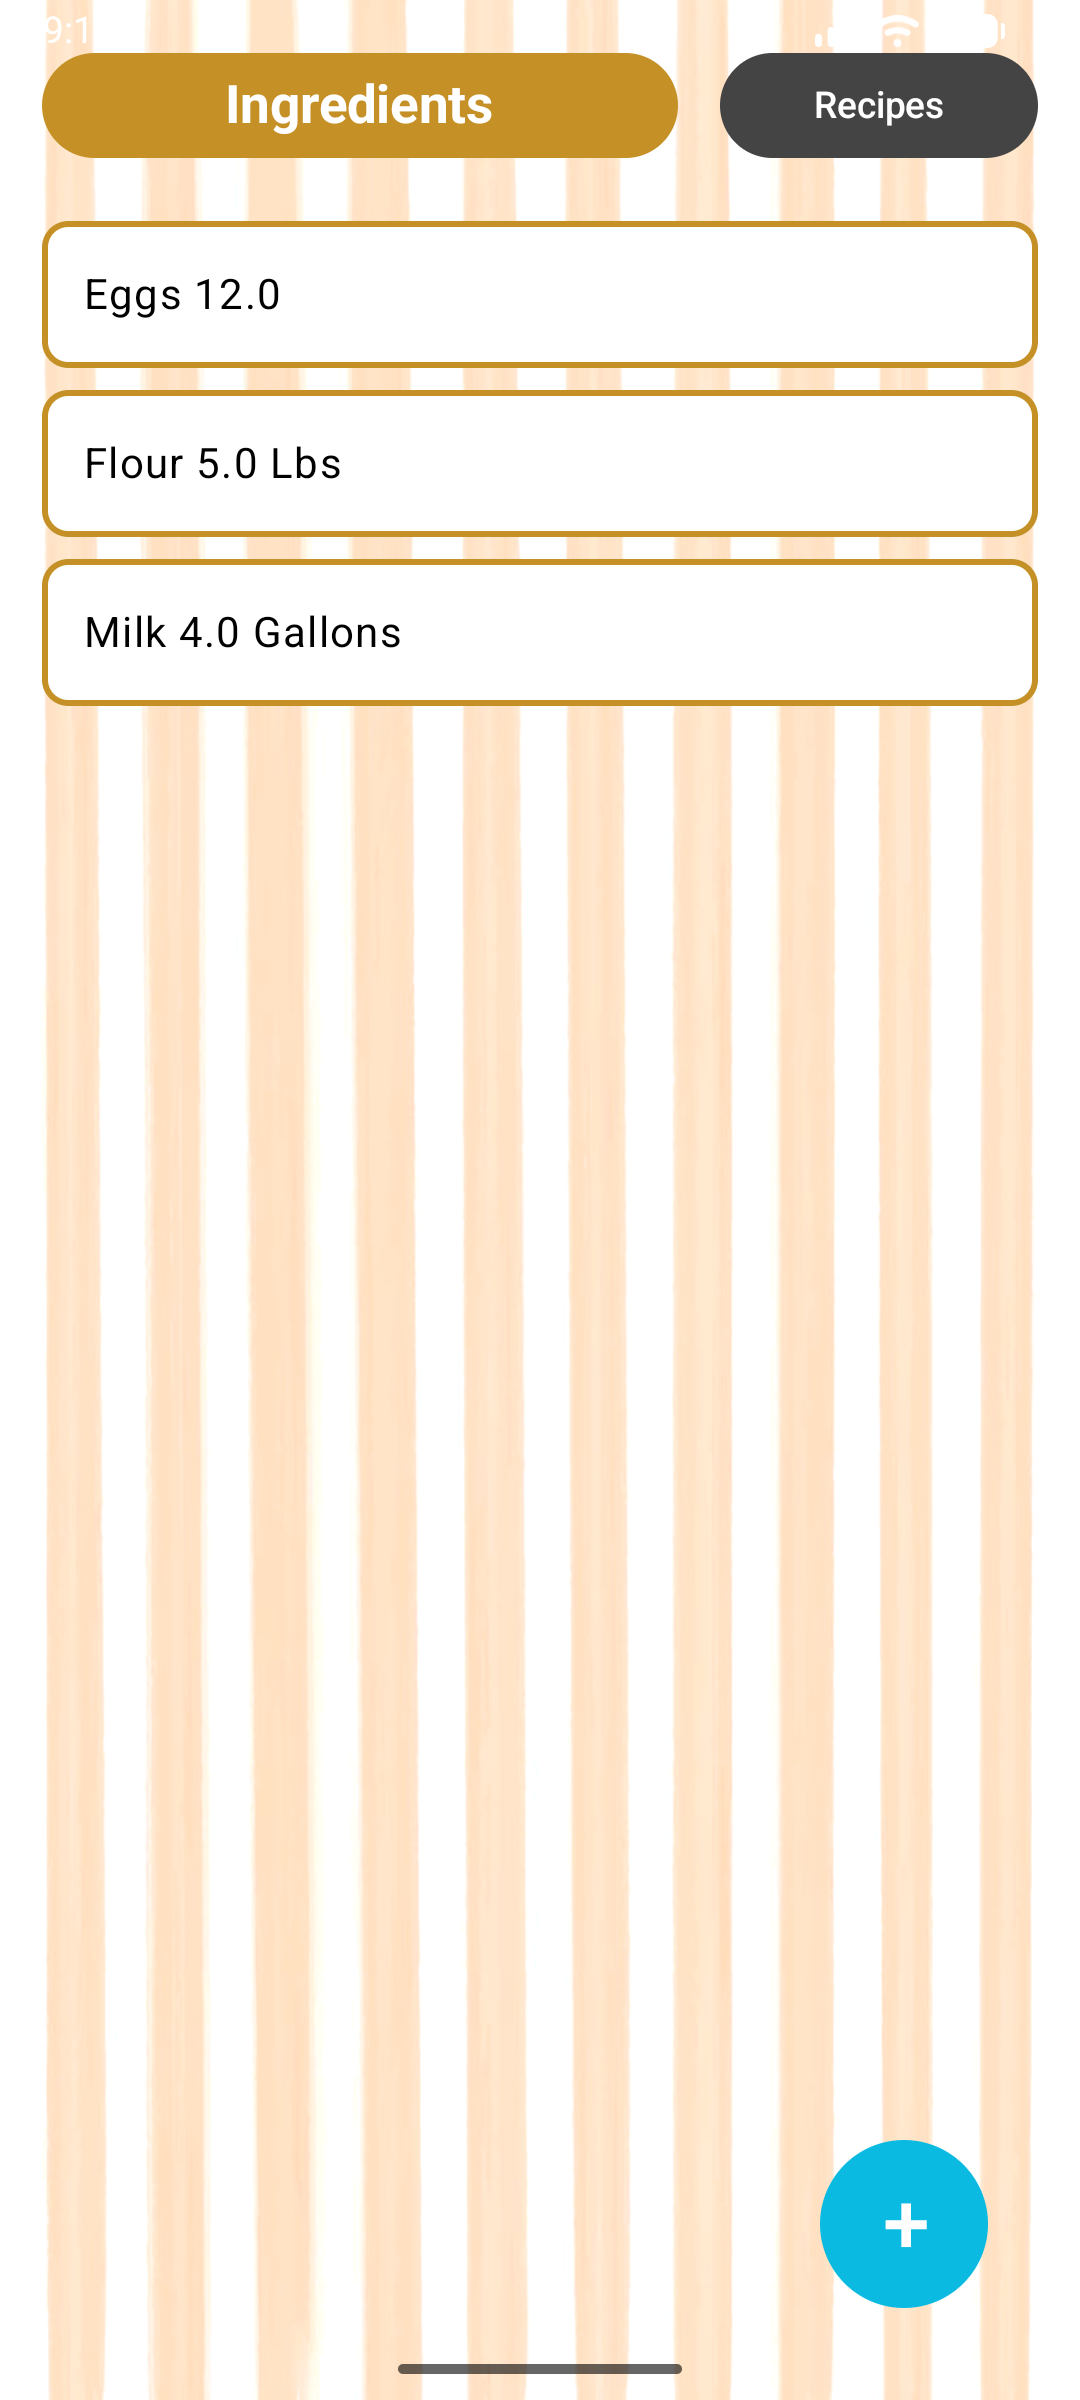 Ingredients
Recipes
Eggs 12.0
Flour 5.0 Lbs
Milk 4.0 Gallons
+